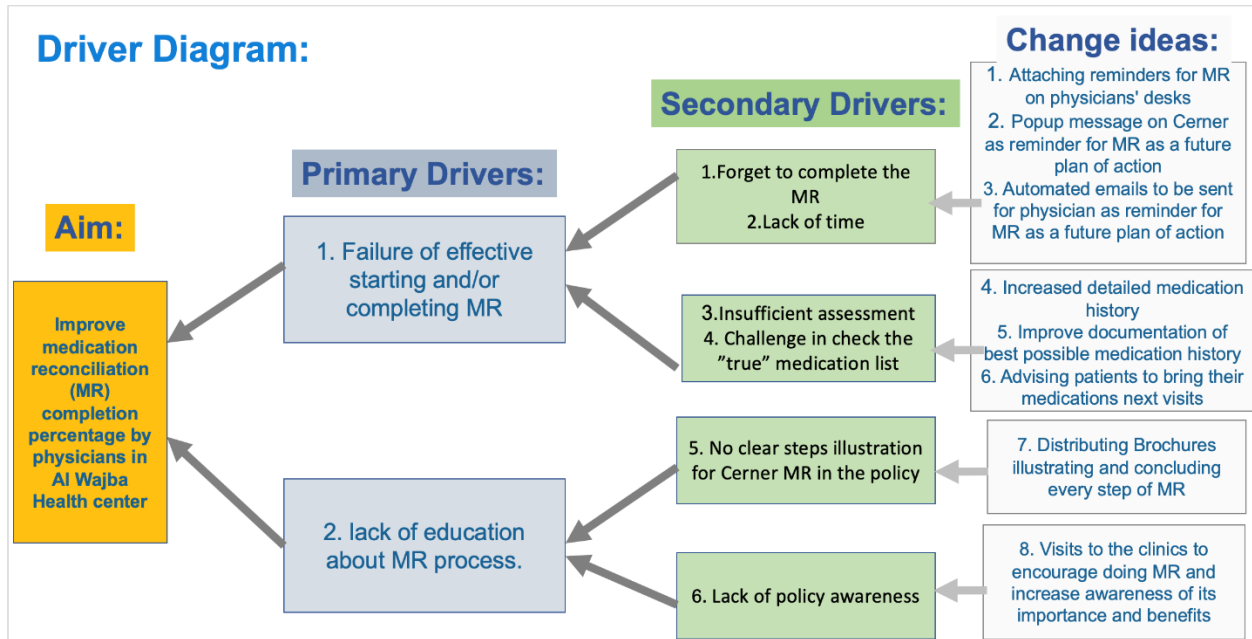 Driver Diagram:
Change ideas:
Secondary Drivers:
Primary Drivers:
Aim:
Improve
medication
reconciliation
(MR)
completion
percentage by
physicians in
Al Wajba
Health center
1. Failure of effective
starting and/or
completing MR
2. lack of education
about MR process.
1.Forget to complete the
MR
2.Lack of time
3.Insufficient assessment
4. Challenge in check the
”true” medication list
5. No clear steps illustration
for Cerner MR in the policy
6. Lack of policy awareness
1. Attaching reminders for MR
on physicians' desks
2. Popup message on Cerner
as reminder for MR as a future
plan of action
3. Automated emails to be sent
for physician as reminder for
MR as a future plan of action
4. Increased detailed medication
history
5. Improve documentation of
best possible medication history
6. Advising patients to bring their
medications next visits
7. Distributing Brochures
illustrating and concluding
every step of MR
8. Visits to the clinics to
encourage doing MR and
increase awareness of its
importance and benefits